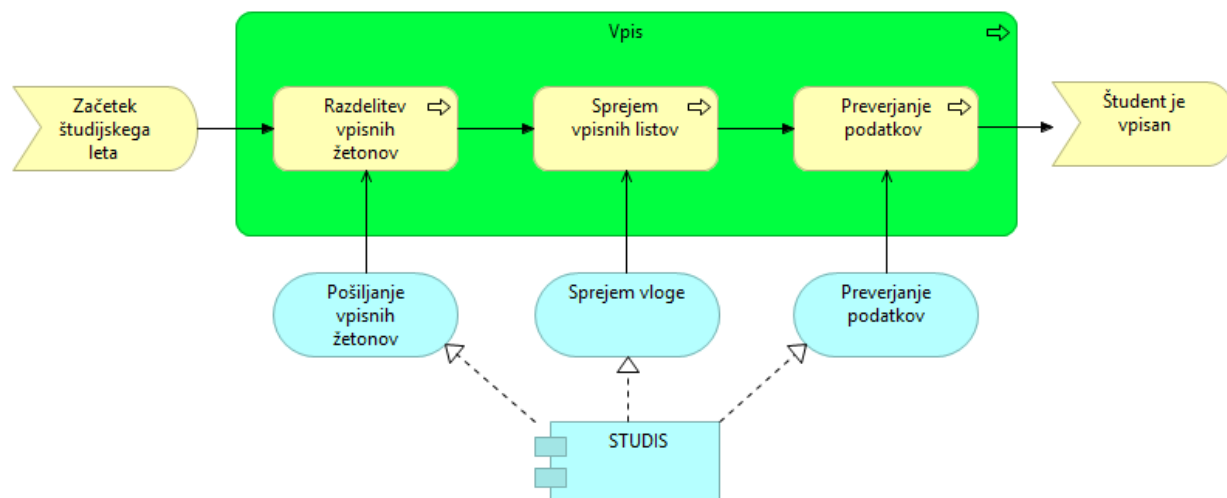 Vpis
Začetek
študijskega
leta
Razdelitev
vpisnih
žetonov
Sprejem
vpisnih listov
Preverjanje
podatkov
Študent je
vpisan
Pošiljanje
vpisnih
žetonov
Sprejem vloge
Preverjanje
podatkov
STUDIS